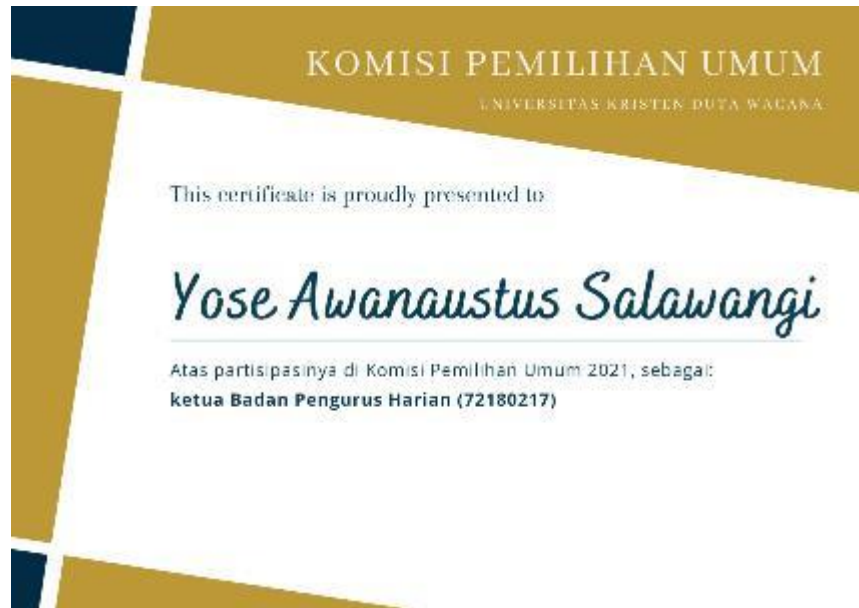 KOMISI PEMILIHAN UMUM
UNIVERSITAS KRISTEN DUTA WACANA
This certificate is proudly presented to
Yose Awanaustus Salawangi
Atas partisipasinya di Komisi Pemilihan Umum 2021, sebagai:
ketua Badan Pengurus Harian (72180217)